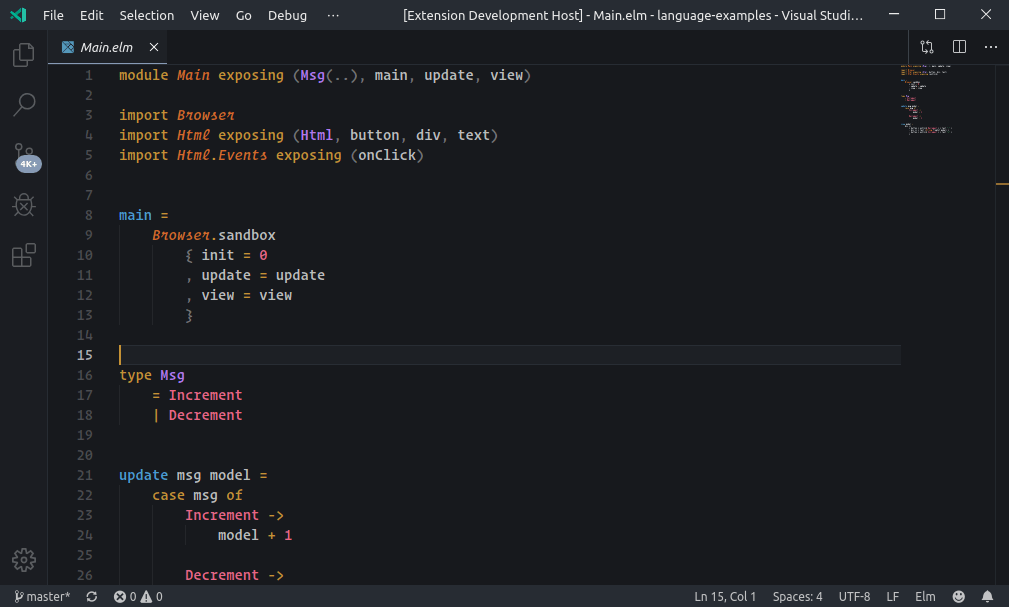 File Edit Selection View Go Debug ··· [Extension Development Host] - Main.elm - language-examples - Visual Studi...
Main.elm
1 module Main exposing (Msg(..), main, update, view)
2
3 import Browser
4 import Html exposing (Html, button, div, text)
5 import Html.Events exposing (onClick)
6
7
8 main =
9     Browser.sandbox
10         { init = 0
11         , update = update
12         , view = view
13         }
14
15
16 type Msg
17     = Increment
18     | Decrement
19
20
21 update msg model =
22     case msg of
23         Increment ->
24             model + 1
25
26         Decrement ->
4K+
master* 0 0 Ln 15, Col 1 Spaces: 4 UTF-8 LF Elm